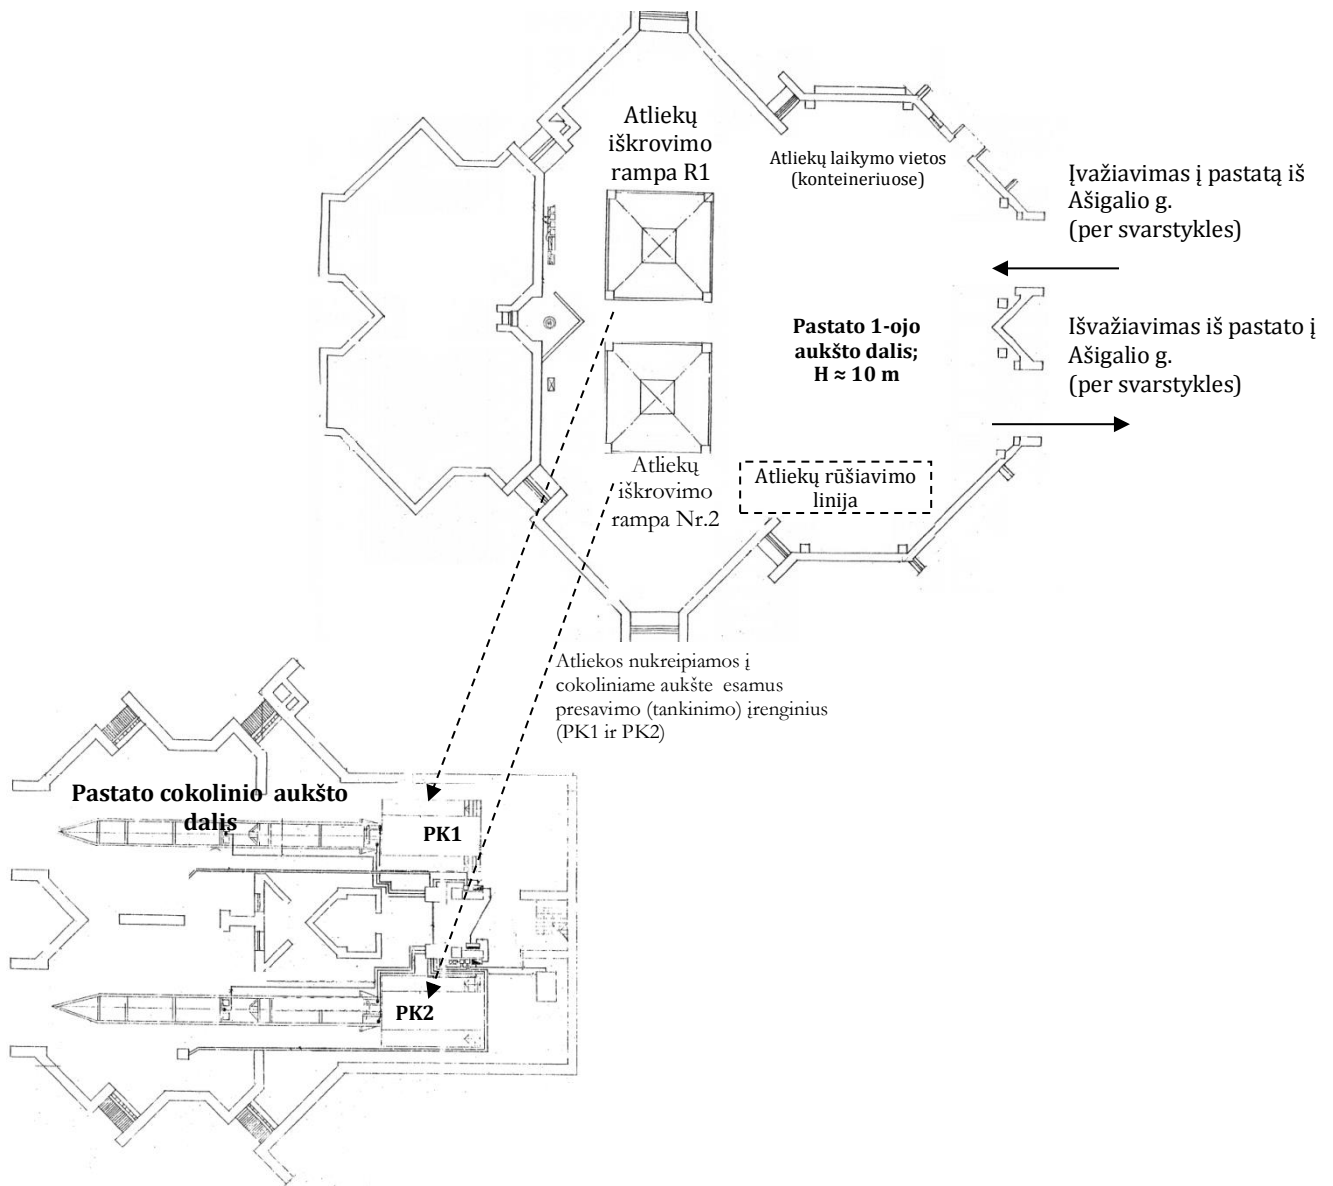 Atliekų
iškrovimo
rampa R1
Atliekų laikymo vietos
(konteineriuose)
Įvažiavimas į pastatą iš
Ašigalio g.
(per svarstykles)
Pastato 1-ojo
aukšto dalis;
H ≈ 10 m
Išvažiavimas iš pastato į
Ašigalio g.
(per svarstykles)
Atliekų
iškrovimo
rampa Nr.2
Atliekų rūšiavimo
linija
Atliekos nukreipiamos į
cokoliniame aukšte esamus
presavimo (tankinimo) įrenginius
(PK1 ir PK2)
Pastato cokolinio aukšto
dalis
PK1
PK2